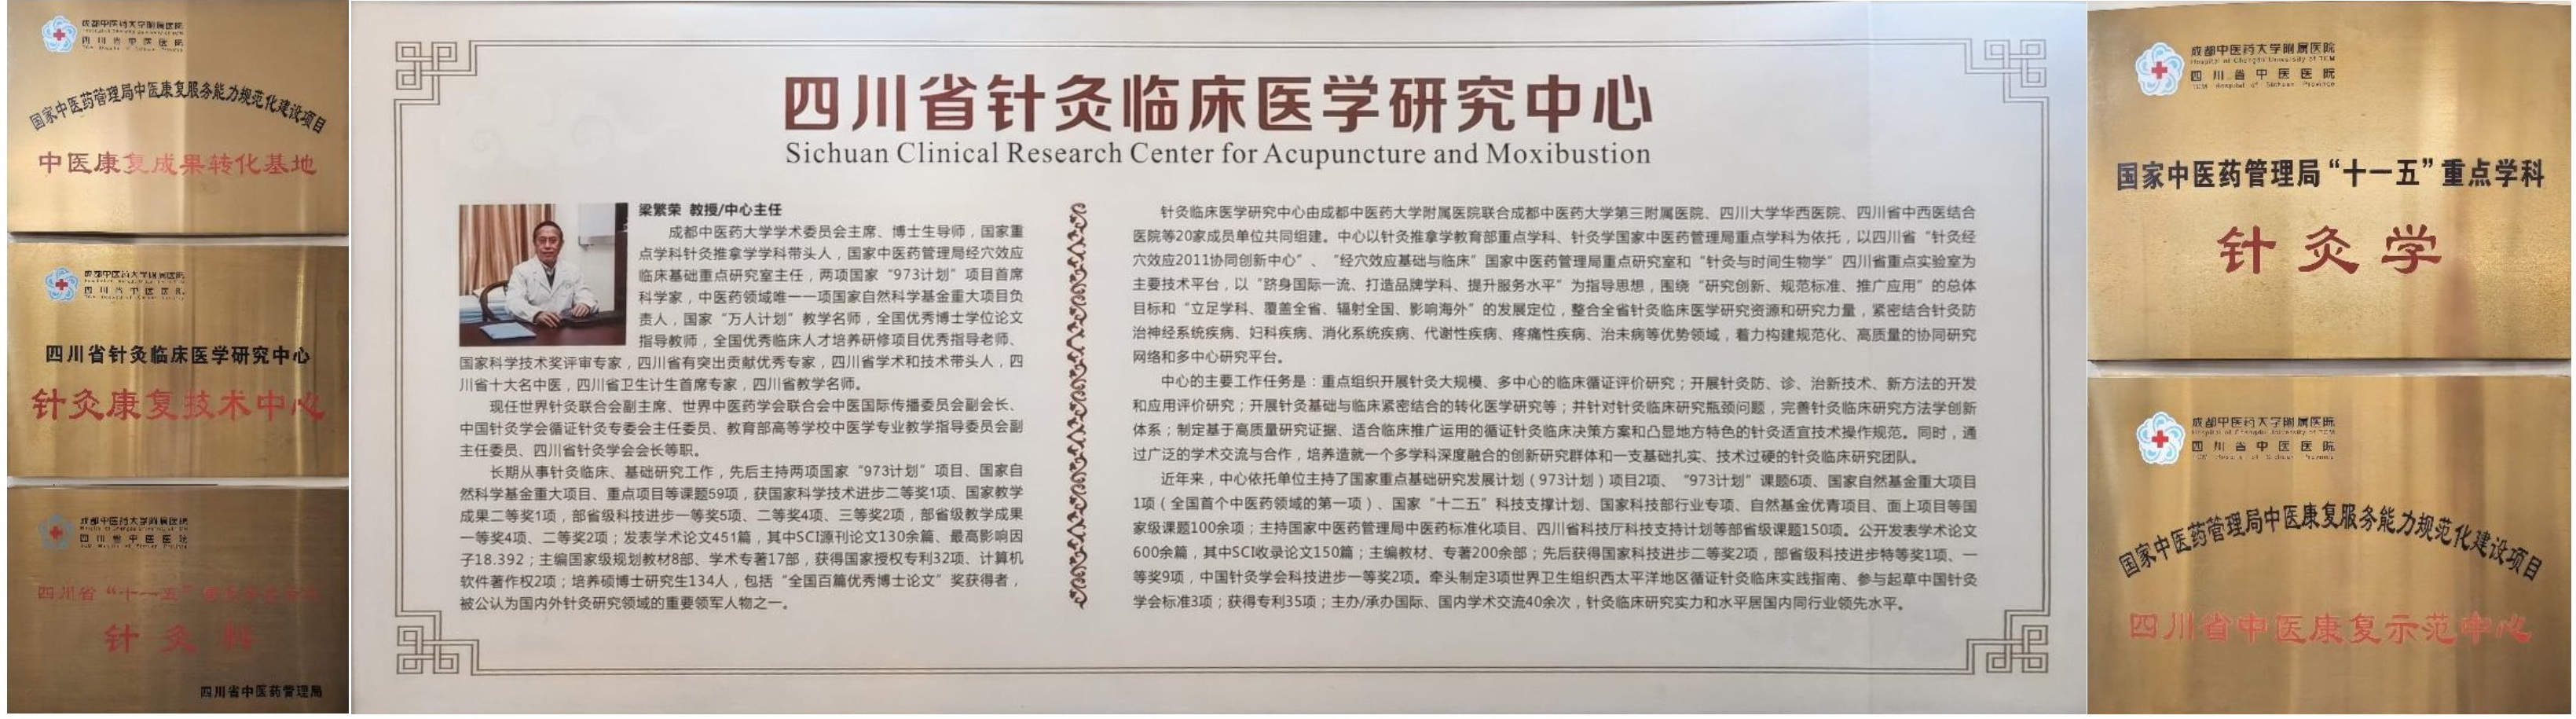 成都中医药大学附属医院
四川省中医医院
国家中医药管理局中医康复服务能力规范化建设项目
中医康复成果转化基地
成都中医药大学附属医院
四川省中医医院
四川省针灸临床医学研究中心
针灸康复技术中心
成都中医药大学附属医院
四川省中医医院
四川省“十一五”
针灸科
四川省中医药管理局
四川省针灸临床医学研究中心
Sichuan Clinical Research Center for Acupuncture and Moxibustion
梁繁荣 教授/中心主任
成都中医药大学学术委员会主席、博士生导师，国家重
点学科针灸推拿学学科带头人，国家中医药管理局经穴效应
临床基础重点研究室主任，两项国家“973计划”项目首席
科学家，中医药领域唯一一项国家自然科学基金重大项目负
责人，国家“万人计划”教学名师，全国优秀博士学位论文
指导教师，全国优秀临床人才培养研修项目优秀指导老师、
国家科学技术奖评审专家，四川省有突出贡献优秀专家，四川省学术和技术带头人，四
川省十大名中医，四川省卫生计生首席专家，四川省教学名师。
现任世界针灸联合会副主席、世界中医药学会联合会中医国际传播委员会副会长、
中国针灸学会循证针灸专委会主任委员、教育部高等学校中医学专业教学指导委员会副
主任委员、四川省针灸学会会长等职。
长期从事针灸临床、基础研究工作，先后主持两项国家“973计划”项目、国家自
然科学基金重大项目、重点项目等课题59项，获国家科学技术进步二等奖1项、国家教学
成果二等奖1项，部省级科技进步一等奖5项、二等奖4项、三等奖2项，部省级教学成果
一等奖4项、二等奖2项；发表学术论文451篇，其中SCI源刊论文130余篇、最高影响因
子18.392；主编国家级规划教材8部、学术专著17部，获得国家授权专利32项、计算机
软件著作权2项；培养硕博士研究生134人，包括“全国百篇优秀博士论文”奖获得者，
被公认为国内外针灸研究领域的重要领军人物之一。
针灸临床医学研究中心由成都中医药大学附属医院联合成都中医药大学第三附属医院、四川大学华西医院、四川省中西医结合
医院等20家成员单位共同组建。中心以针灸推拿学教育部重点学科、针灸学国家中医药管理局重点学科为依托，以四川省“针灸经
穴效应2011协同创新中心”、“经穴效应基础与临床”国家中医药管理局重点研究室和“针灸与时间生物学”四川省重点实验室为
主要技术平台，以“跻身国际一流、打造品牌学科、提升服务水平”为指导思想，围绕“研究创新、规范标准、推广应用”的总体
目标和“立足学科、覆盖全省、辐射全国、影响海外”的发展定位，整合全省针灸临床医学研究资源和研究力量，紧密结合针灸防
治神经系统疾病、妇科疾病、消化系统疾病、代谢性疾病、疼痛性疾病、治未病等优势领域，着力构建规范化、高质量的协同研究
网络和多中心研究平台。
中心的主要工作任务是：重点组织开展针灸大规模、多中心的临床循证评价研究；开展针灸防、诊、治新技术、新方法的开发
和应用评价研究；开展针灸基础与临床紧密结合的转化医学研究等；并针对针灸临床研究瓶颈问题，完善针灸临床研究方法学创新
体系；制定基于高质量研究证据、适合临床推广运用的循证针灸临床决策方案和凸显地方特色的针灸适宜技术操作规范。同时，通
过广泛的学术交流与合作，培养造就一个多学科深度融合的创新研究群体和一支基础扎实、技术过硬的针灸临床研究团队。
近年来，中心依托单位主持了国家重点基础研究发展计划（973计划）项目2项、“973计划”课题6项、国家自然基金重大项目
1项（全国首个中医药领域的第一项）、国家“十二五”科技支撑计划、国家科技部行业专项、自然基金优青项目、面上项目等国
家级课题100余项；主持国家中医药管理局中医药标准化项目、四川省科技厅科技支持计划等部省级课题150项。公开发表学术论文
600余篇，其中SCI收录论文150篇；主编教材、专著200余部；先后获得国家科技进步二等奖2项，部省级科技进步特等奖1项、一
等奖9项，中国针灸学会科技进步一等奖2项。牵头制定3项世界卫生组织西太平洋地区循证针灸临床实践指南、参与起草中国针灸
学会标准3项；获得专利35项；主办/承办国际、国内学术交流40余次，针灸临床研究实力和水平居国内同行业领先水平。
成都中医药大学附属医院
Hospital of Chengdu University of TCM
四川省中医医院
TCM Hospital of Sichuan Province
国家中医药管理局“十一五”重点学科
针灸学
成都中医药大学附属医院
Hospital of Chengdu University of TCM
四川省中医医院
TCM Hospital of Sichuan Province
国家中医药管理局中医康复服务能力规范化建设项目
四川省中医康复示范中心